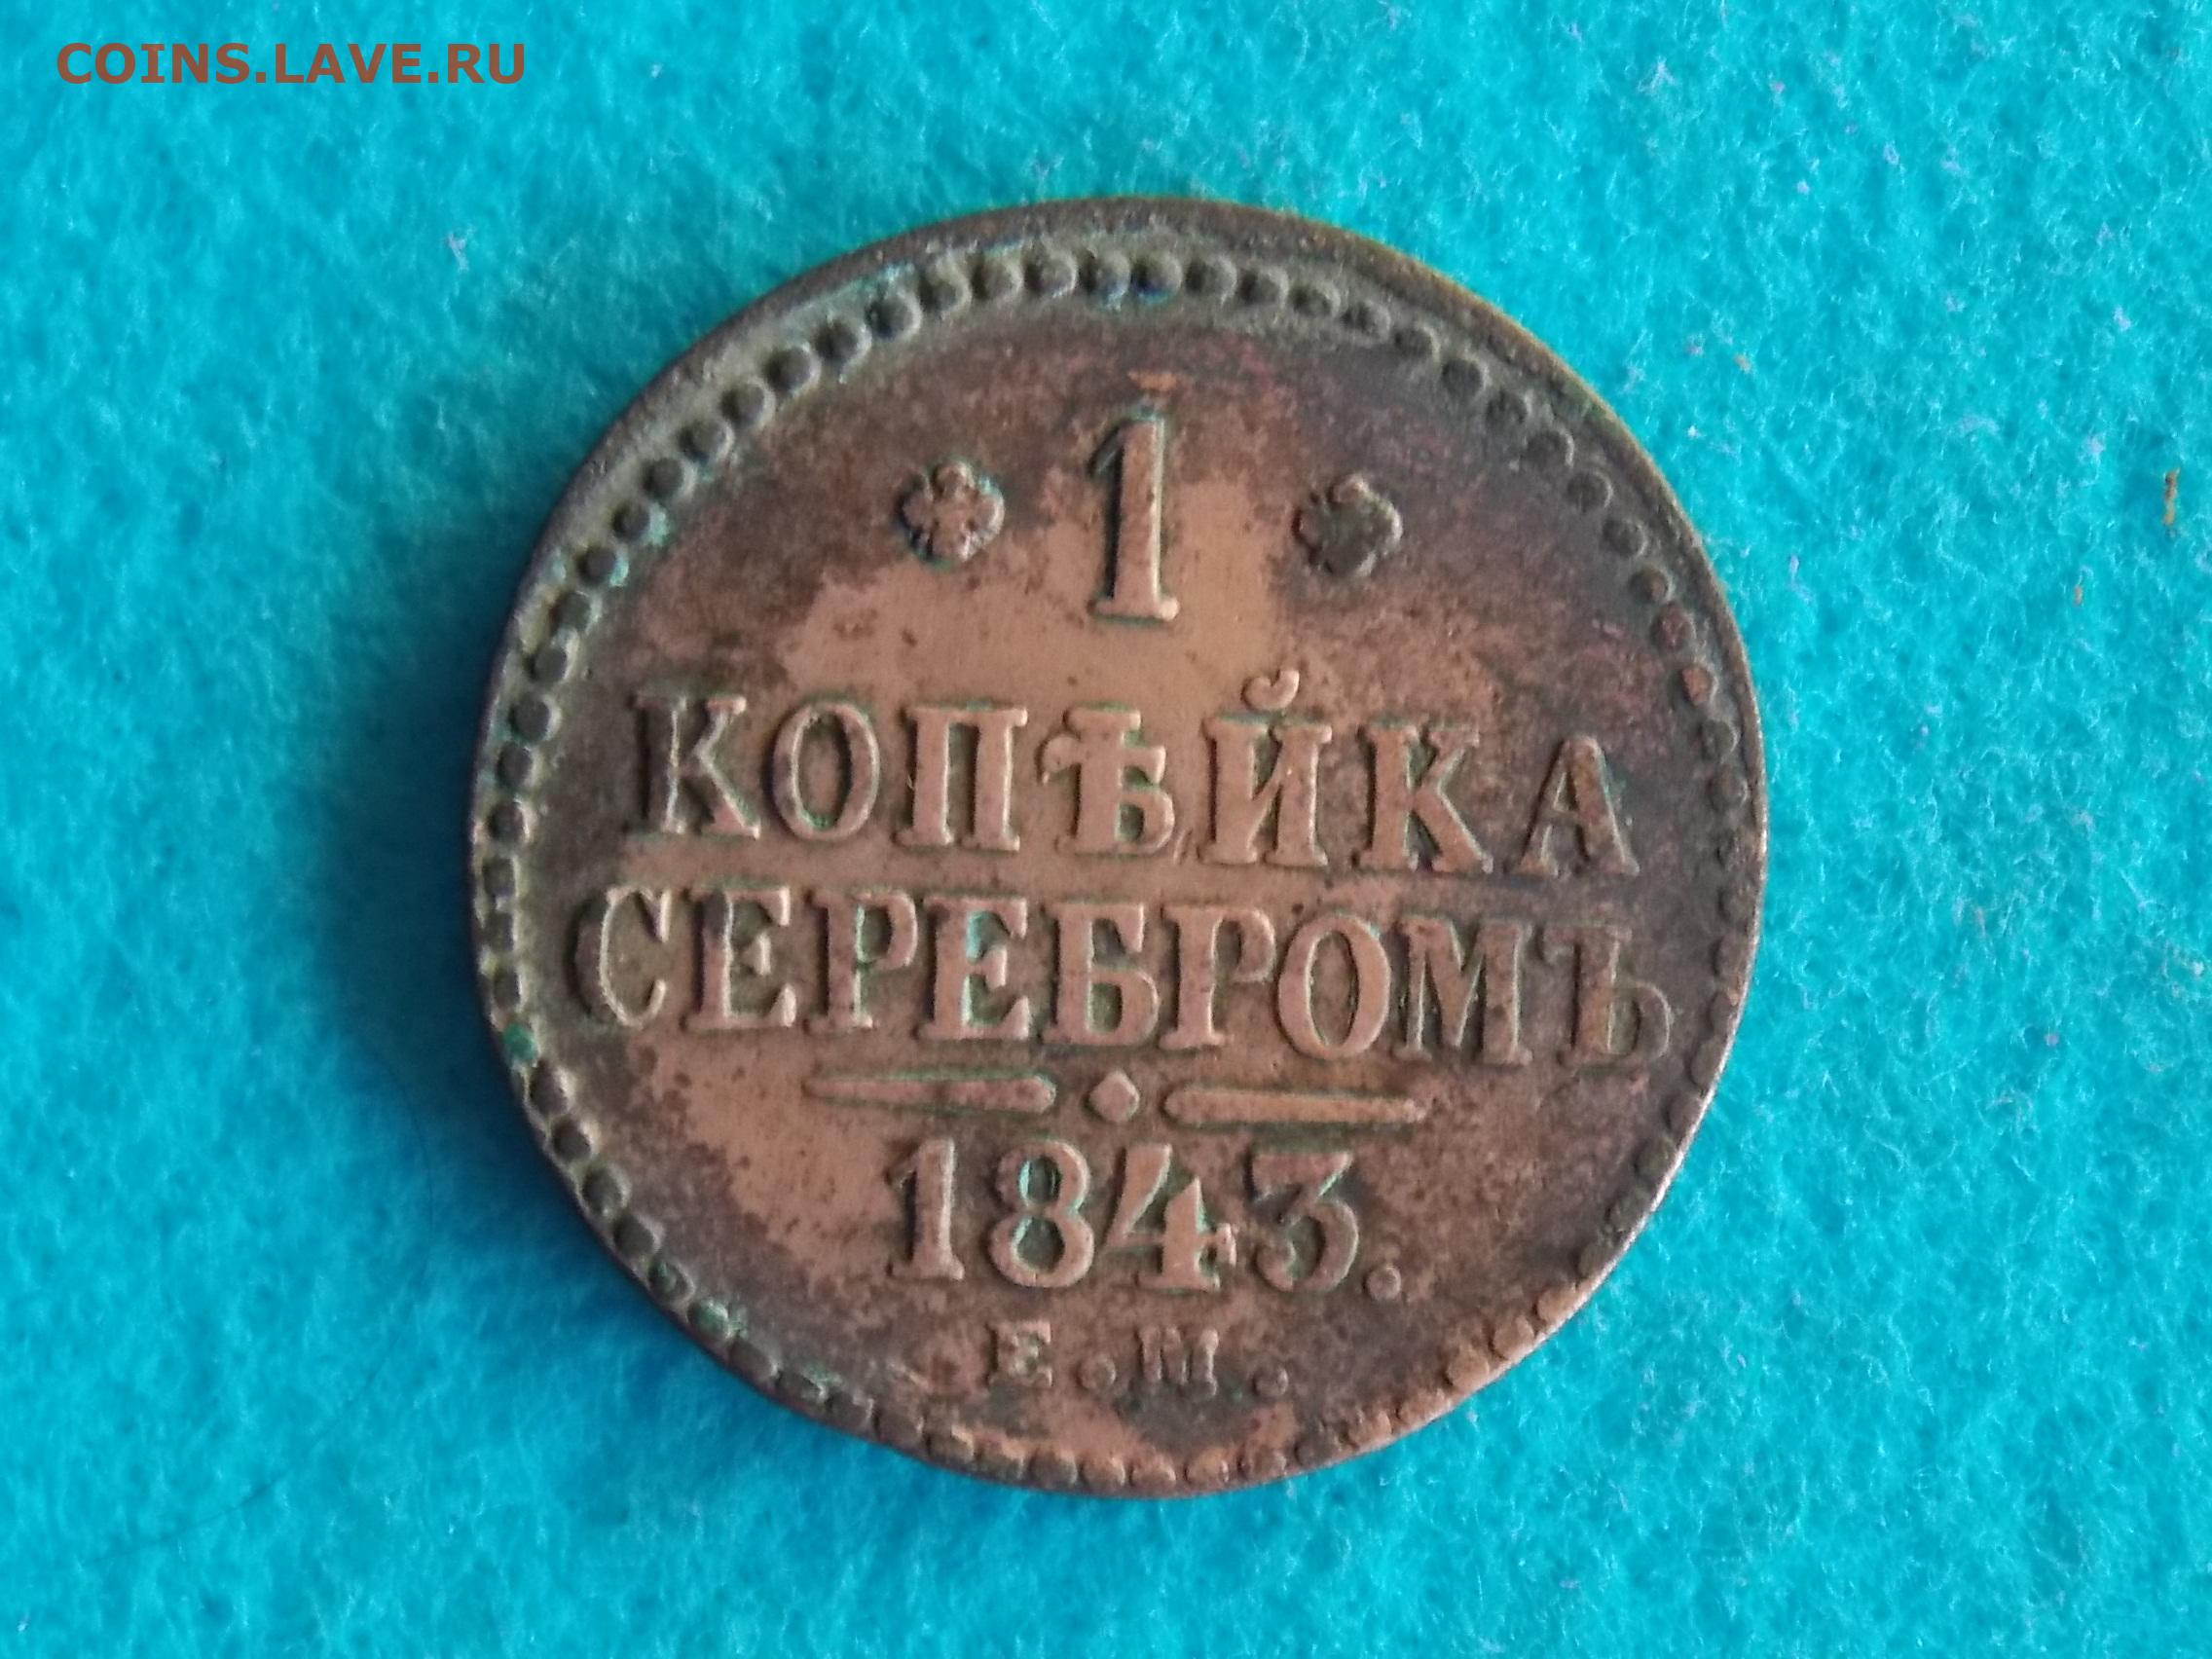 COINS.LAVE.RU
1
КОПѢЙКА
СЕРЕБРОМЪ
1843.
Е.М.